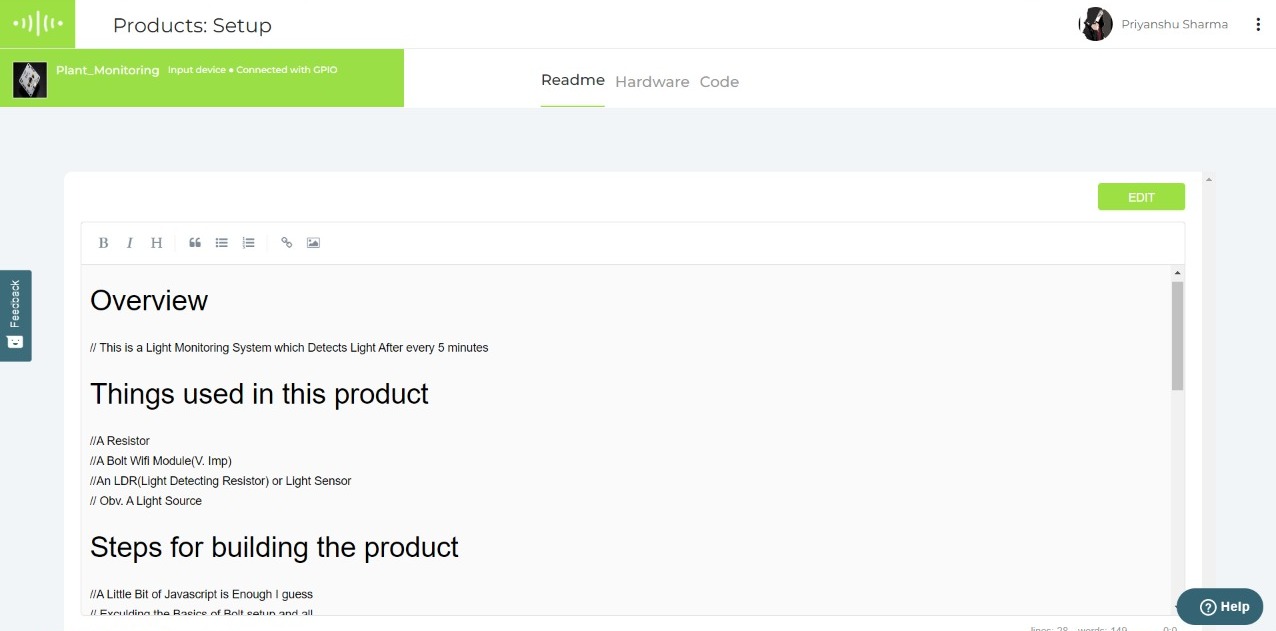 Products: Setup
Priyanshu Sharma
Plant_Monitoring Input device • Connected with GPIO
Readme Hardware Code
EDIT
B I H
Overview
// This is a Light Monitoring System which Detects Light After every 5 minutes
Things used in this product
//A Resistor
//A Bolt Wifi Module(V. Imp)
//An LDR(Light Detecting Resistor) or Light Sensor
// Obv. A Light Source
Steps for building the product
//A Little Bit of Javascript is Enough I guess
// Exculding the Basics of Bolt setup and all
Feedback
Help
lines: 28 words: 149 0:0